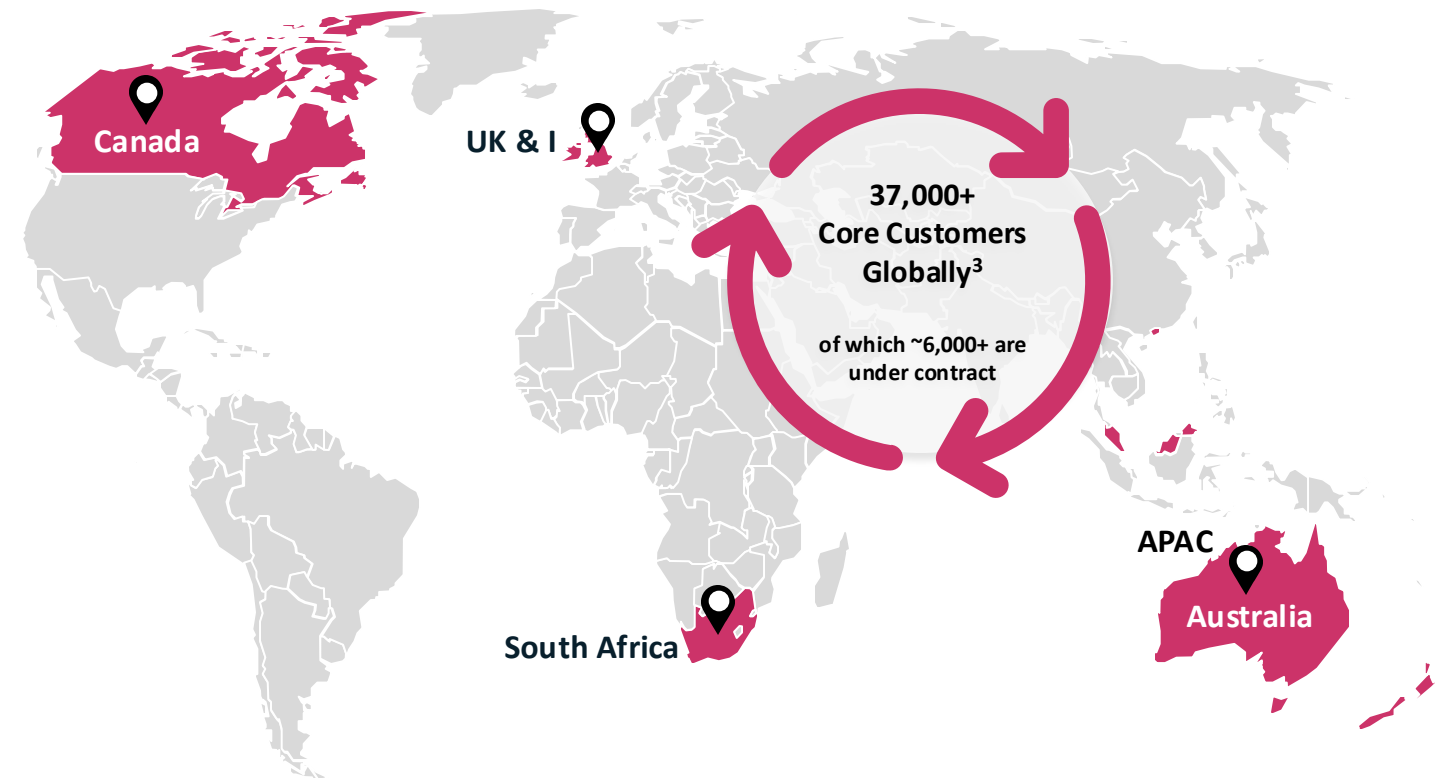 Canada
UK & I
37,000+
Core Customers
Globally³
of which ~6,000+ are
under contract
APAC
Australia
South Africa